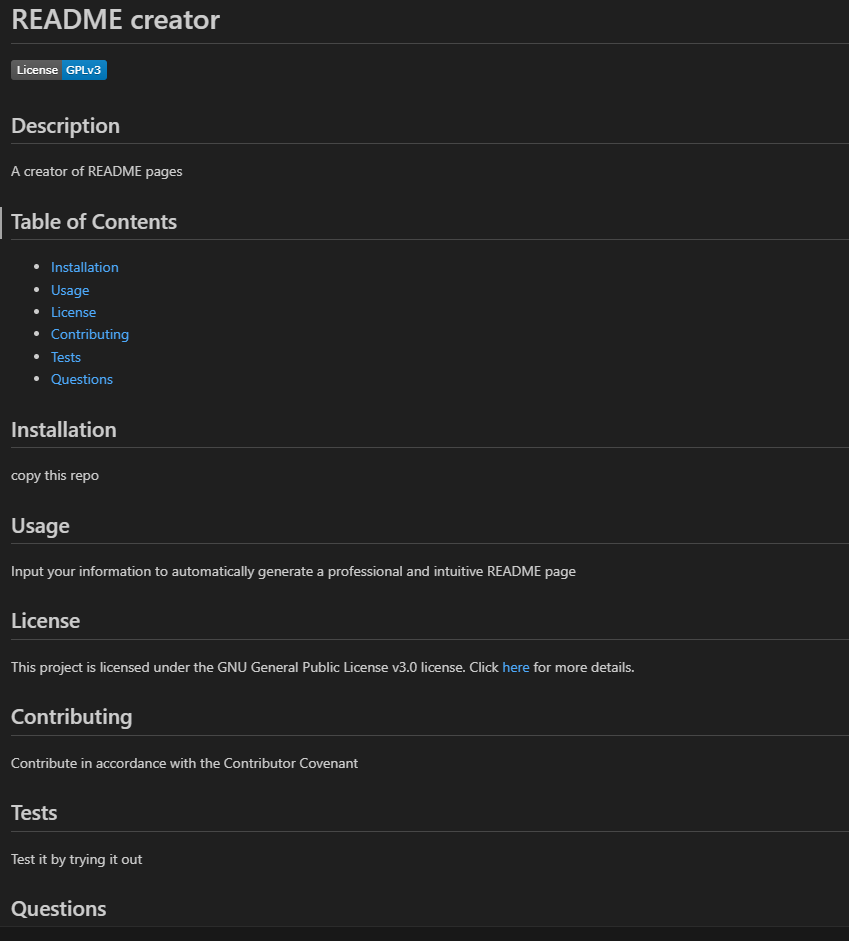 README creator
License GPLv3
Description
A creator of README pages
Table of Contents
Installation
Usage
License
Contributing
Tests
Questions
Installation
copy this repo
Usage
Input your information to automatically generate a professional and intuitive README page
License
This project is licensed under the GNU General Public License v3.0 license. Click here for more details.
Contributing
Contribute in accordance with the Contributor Covenant
Tests
Test it by trying it out
Questions